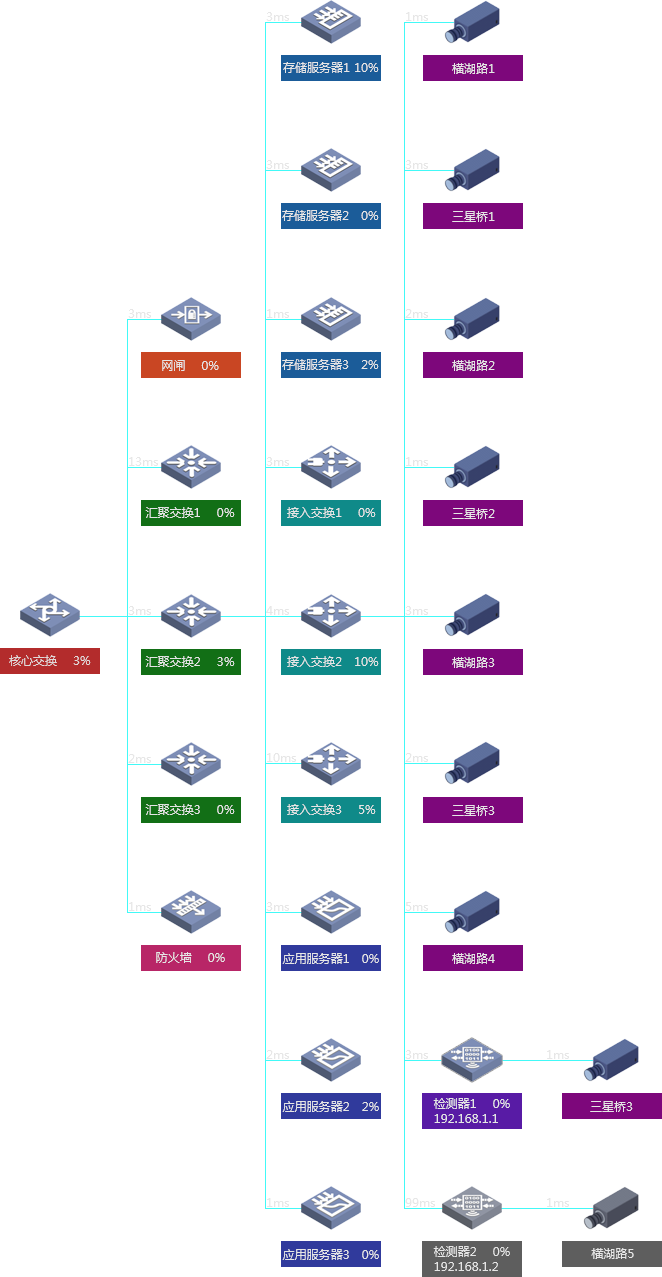 3ms
1ms
存储服务器1 10%
横湖路1
3ms
3ms
存储服务器2 0%
三星桥1
3ms
1ms
2ms
网闸 0%
存储服务器3 2%
横湖路2
13ms
3ms
1ms
汇聚交换1 0%
接入交换1 0%
三星桥2
3ms
4ms
3ms
核心交换 3%
汇聚交换2 3%
接入交换2 10%
横湖路3
2ms
10ms
2ms
汇聚交换3 0%
接入交换3 5%
三星桥3
1ms
3ms
5ms
防火墙 0%
应用服务器1 0%
横湖路4
2ms
3ms
1ms
应用服务器2 2%
检测器1 0%
192.168.1.1
三星桥3
1ms
99ms
1ms
应用服务器3 0%
检测器2 0%
192.168.1.2
横湖路5